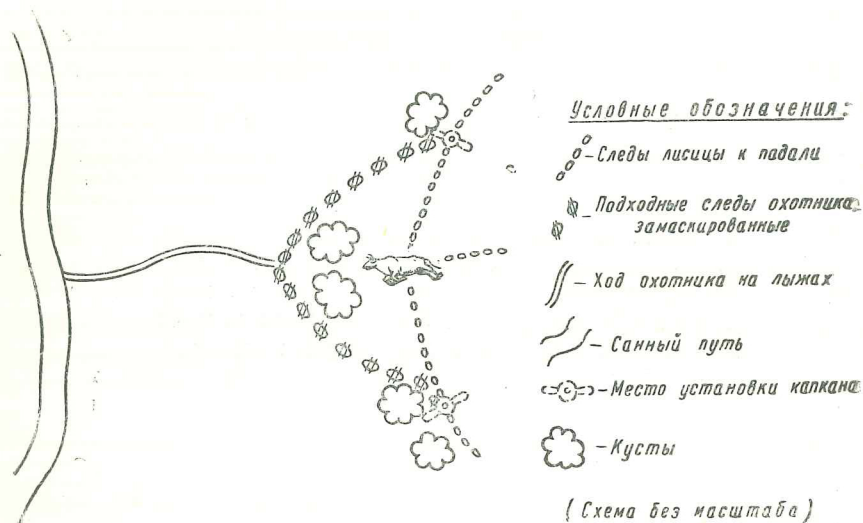 Условные обозначения:
- Следы лисицы к падали
- Подходные следы охотника
замаскированные
- Ход охотника на лыжах
- Санный путь
- Место установки капкана
- Кусты
(Схема без масштаба)